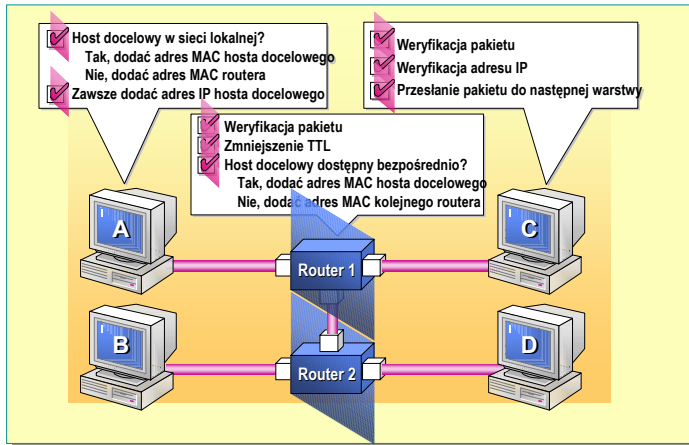 Host docelowy w sieci lokalnej?
Tak, dodać adres MAC hosta docelowego
Nie, dodać adres MAC routera
Zawsze dodać adres IP hosta docelowego
Weryfikacja pakietu
Weryfikacja adresu IP
Przesłanie pakietu do następnej warstwy
Weryfikacja pakietu
Zmniejszenie TTL
Host docelowy dostępny bezpośrednio?
Tak, dodać adres MAC hosta docelowego
Nie, dodać adres MAC kolejnego routera
A
C
Router 1
B
D
Router 2